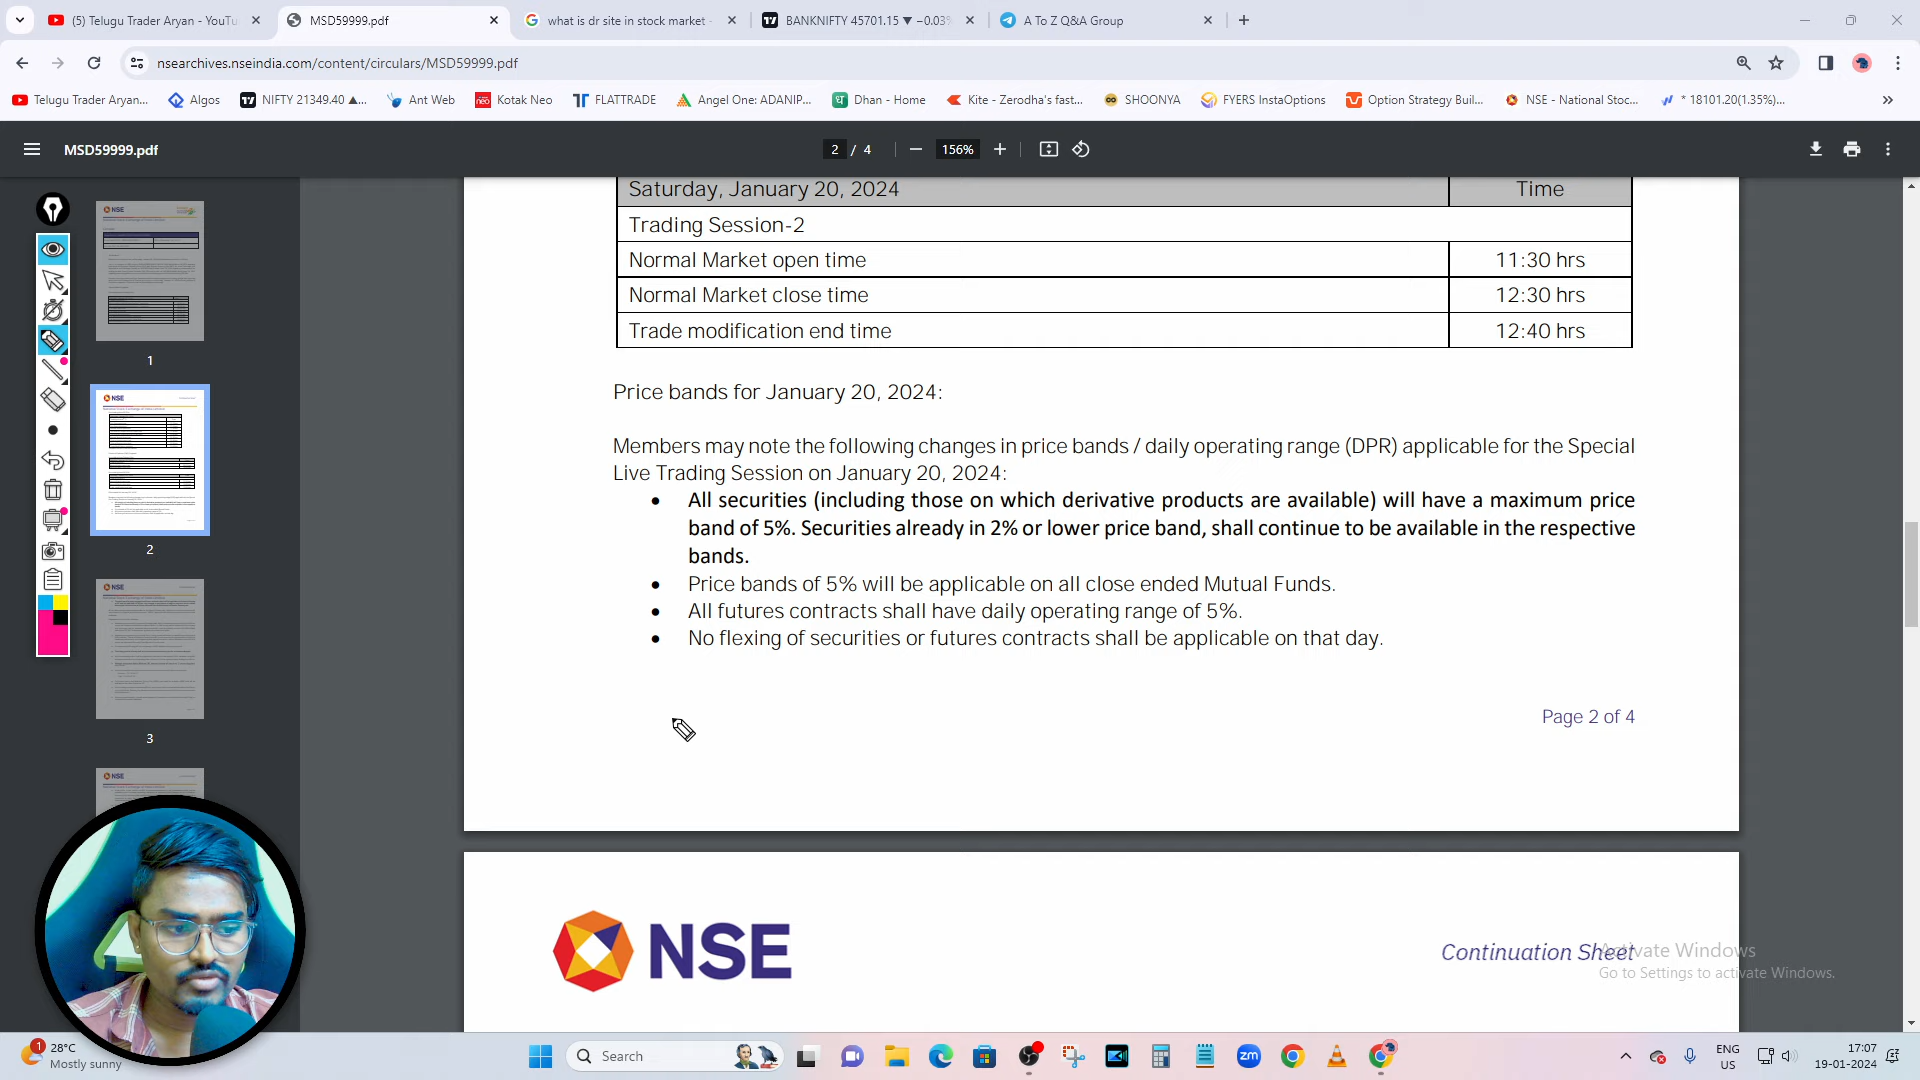 (5) Telugu Trader Aryan - YouTu
MSD59999.pdf
what is dr site in stock market -
BANKNIFTY 45701.15 ▼ −0.03%
A To Z Q&A Group
nsearchives.nseindia.com/content/circulars/MSD59999.pdf
Telugu Trader Aryan...
Algos
NIFTY 21349.40 ▲...
Ant Web
Kotak Neo
FLATTRADE
Angel One: ADANIP...
Dhan - Home
Kite - Zerodha's fast...
SHOONYA
FYERS InstaOptions
Option Strategy Buil...
NSE - National Stoc...
* 18101.20(1.35%)...
MSD59999.pdf
2 / 4
156%
Saturday, January 20, 2024 Time
Trading Session-2
Normal Market open time 11:30 hrs
Normal Market close time 12:30 hrs
Trade modification end time 12:40 hrs
Price bands for January 20, 2024:
Members may note the following changes in price bands / daily operating range (DPR) applicable for the Special
Live Trading Session on January 20, 2024:
• All securities (including those on which derivative products are available) will have a maximum price
band of 5%. Securities already in 2% or lower price band, shall continue to be available in the respective
bands.
• Price bands of 5% will be applicable on all close ended Mutual Funds.
• All futures contracts shall have daily operating range of 5%.
• No flexing of securities or futures contracts shall be applicable on that day.
Page 2 of 4
NSE
Continuation Sheet
Activate Windows
Go to Settings to activate Windows.
NSE
1
NSE
2
NSE
3
NSE
1
28°C
Mostly sunny
Search
zm
ENG
US
17:07
19-01-2024